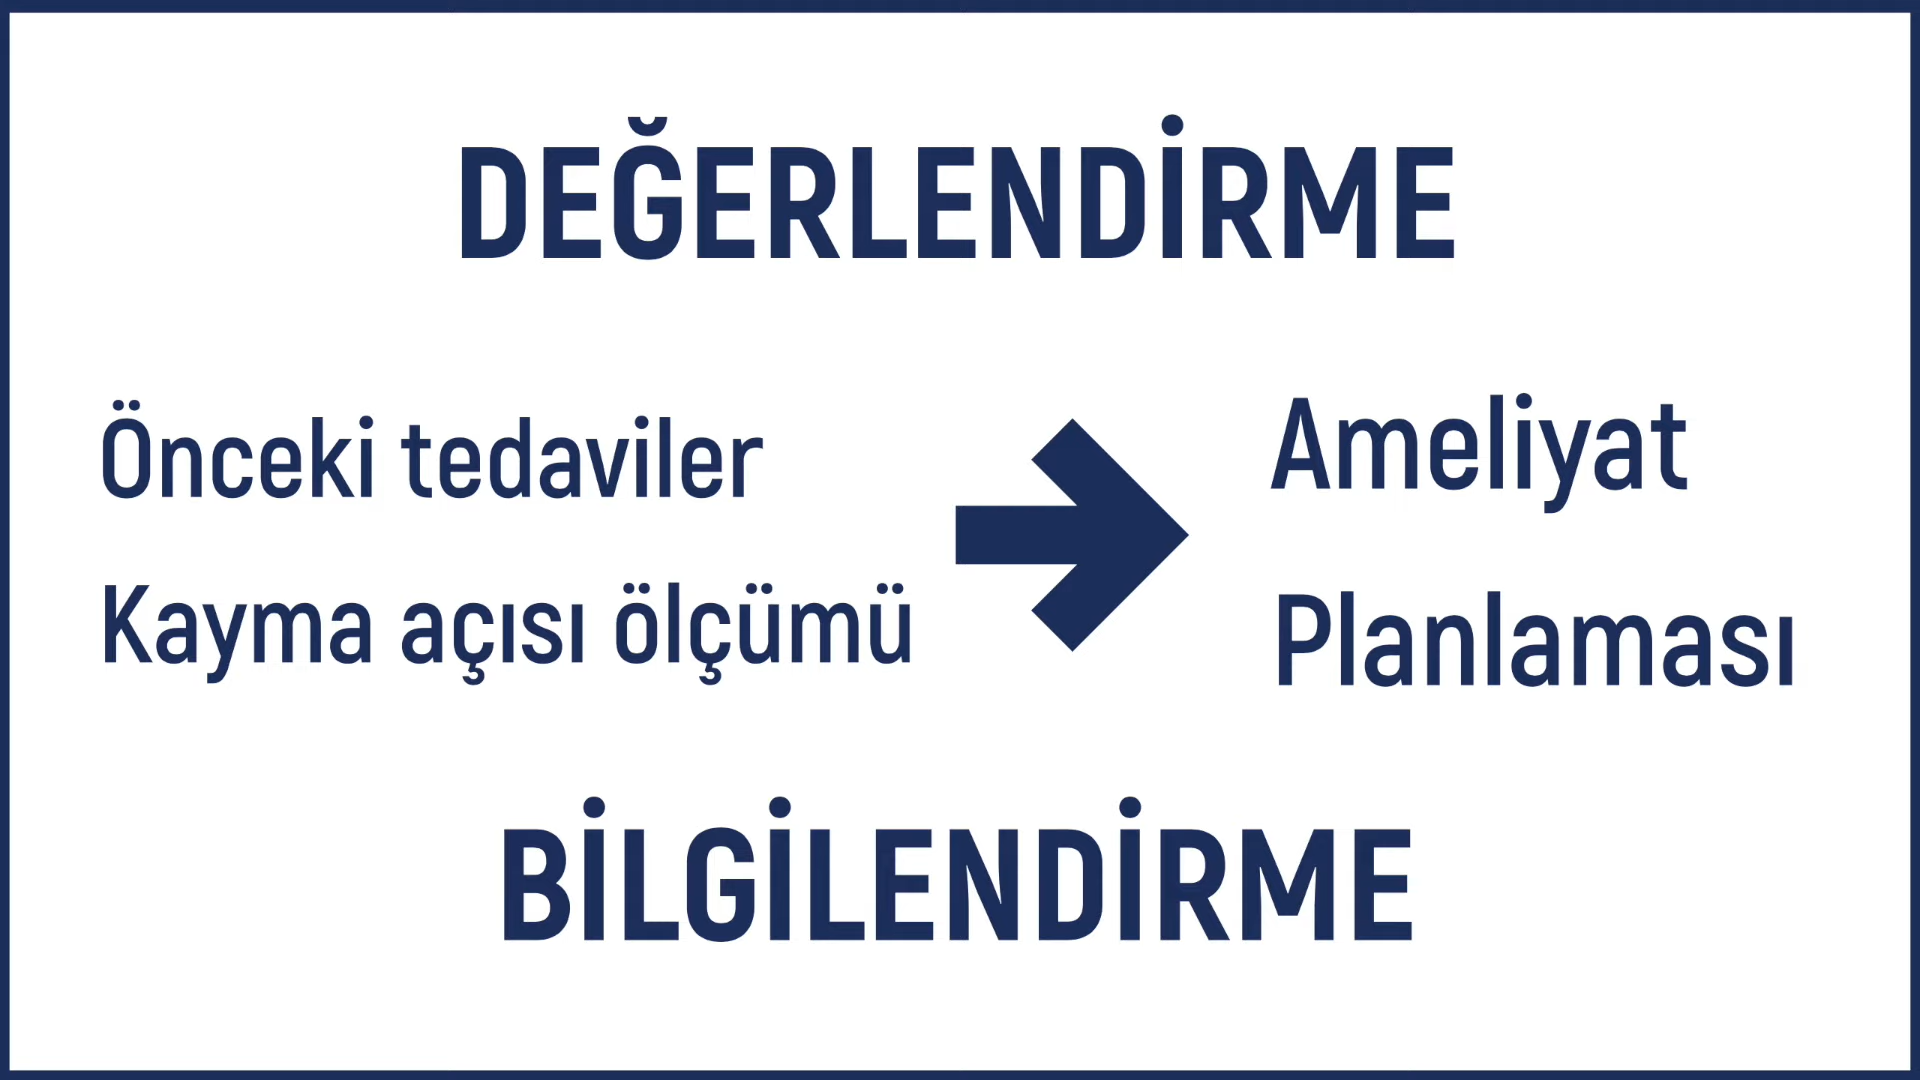 DEĞERLENDİRME
Önceki tedaviler
Kayma açısı ölçümü
Ameliyat
Planlaması
BİLGİLENDİRME